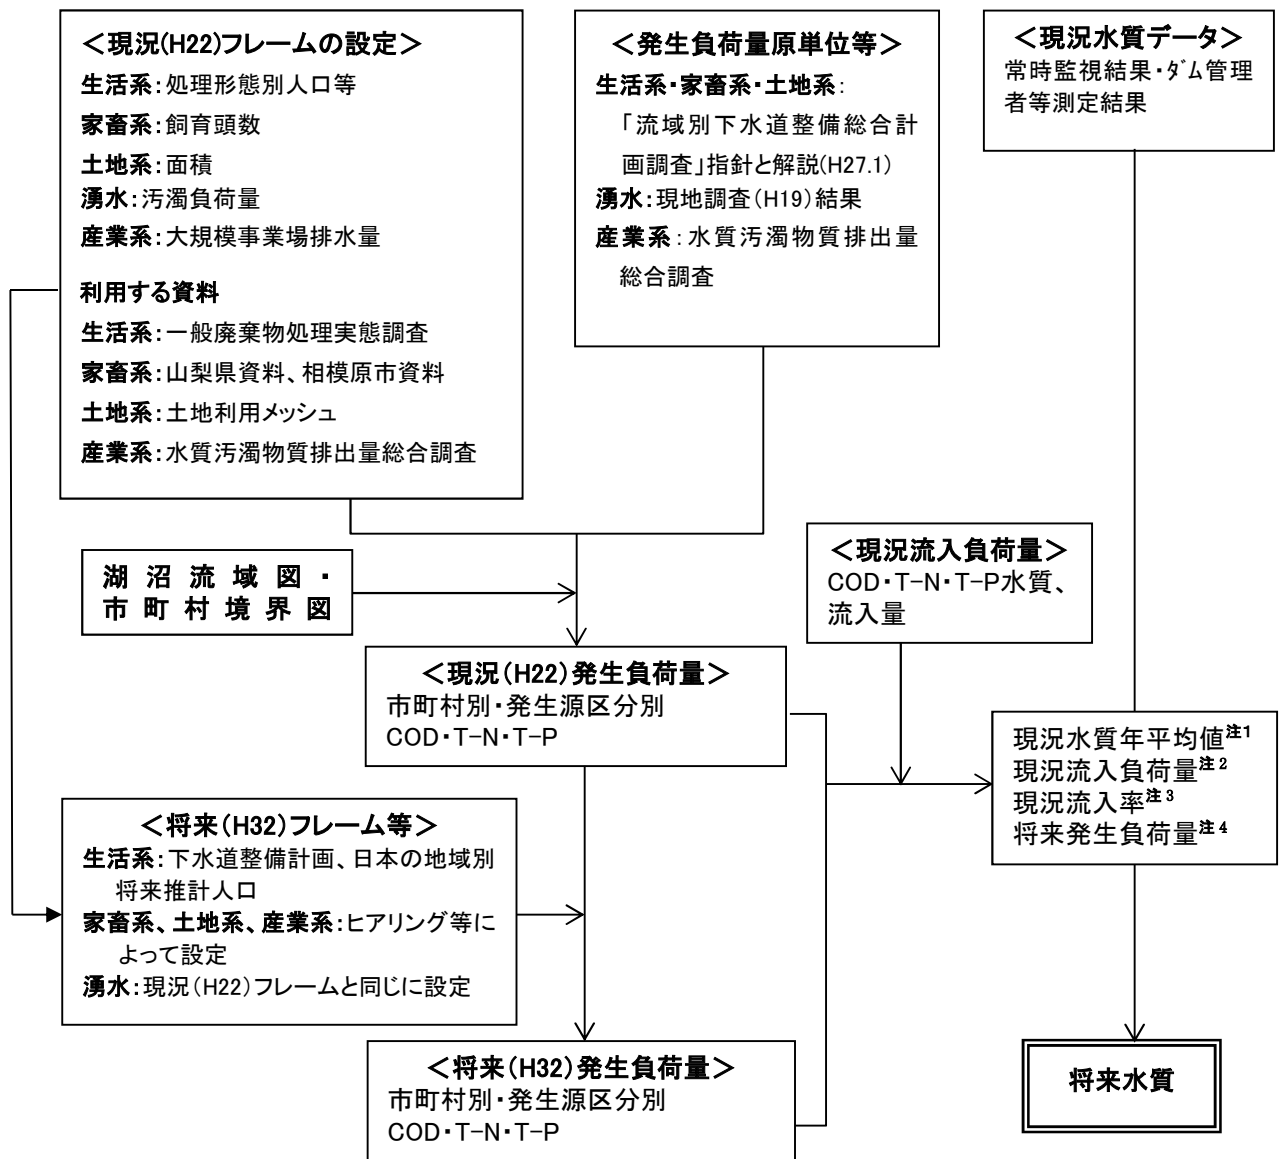 ＜現況(H22)フレームの設定＞
生活系：処理形態別人口等
家畜系：飼育頭数
土地系：面積
湧水：汚濁負荷量
産業系：大規模事業場排水量
利用する資料
生活系：一般廃棄物処理実態調査
家畜系：山梨県資料、相模原市資料
土地系：土地利用メッシュ
産業系：水質汚濁物質排出量総合調査
＜発生負荷量原単位等＞
生活系・家畜系・土地系：
「流域別下水道整備総合計
画調査」指針と解説(H27.1)
湧水：現地調査(H19)結果
産業系：水質汚濁物質排出量
総合調査
＜現況水質データ＞
常時監視結果・ダム管理
者等測定結果
湖沼流域図・
市町村境界図
＜現況流入負荷量＞
COD・T-N・T-P水質、
流入量
＜現況(H22)発生負荷量＞
市町村別・発生源区分別
COD・T-N・T-P
現況水質年平均値注1
現況流入負荷量注2
現況流入率注3
将来発生負荷量注4
＜将来(H32)フレーム等＞
生活系：下水道整備計画、日本の地域別
将来推計人口
家畜系、土地系、産業系：ヒアリング等に
よって設定
湧水：現況(H22)フレームと同じに設定
＜将来(H32)発生負荷量＞
市町村別・発生源区分別
COD・T-N・T-P
将来水質